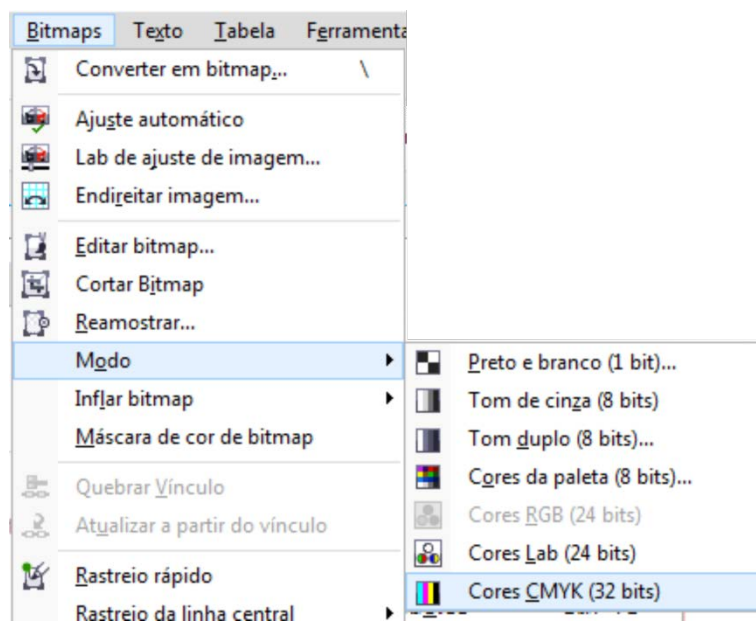 Bitmaps Texto Tabela Ferramenta
Converter em bitmap... \
Ajuste automático
Lab de ajuste de imagem...
Endireitar imagem...
Editar bitmap...
Cortar Bitmap
Reamostrar...
Modo
Inflar bitmap
Máscara de cor de bitmap
Quebrar Vínculo
Atualizar a partir do vínculo
Rastreio rápido
Rastreio da linha central
Preto e branco (1 bit)...
Tom de cinza (8 bits)
Tom duplo (8 bits)...
Cores da paleta (8 bits)...
Cores RGB (24 bits)
Cores Lab (24 bits)
Cores CMYK (32 bits)